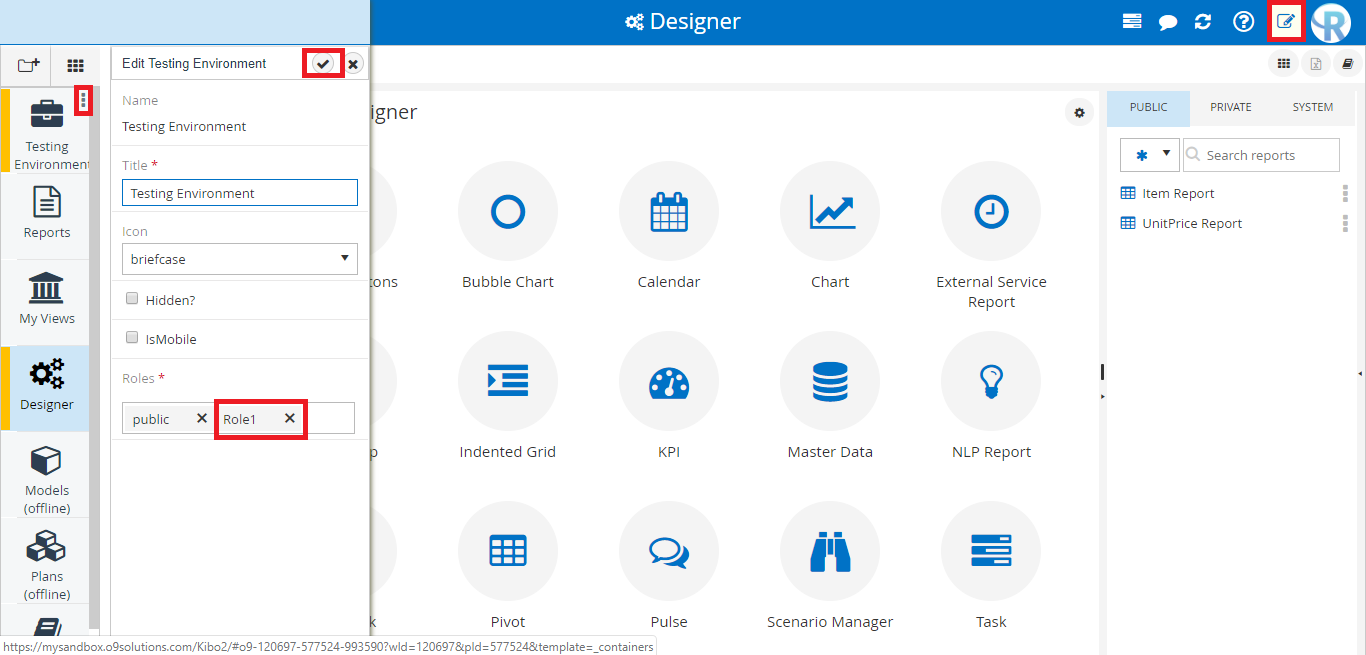 Designer
Edit Testing Environment
Name
Testing Environment
Title *
Testing Environment
Icon
briefcase
Hidden?
IsMobile
Roles *
public
Role1
Testing
Environment
Reports
My Views
Designer
Models
(offline)
Plans
(offline)
igner
ons
Bubble Chart
Calendar
Chart
External Service
Report
p
Indented Grid
KPI
Master Data
NLP Report
k
Pivot
Pulse
Scenario Manager
Task
PUBLIC
PRIVATE
SYSTEM
Search reports
Item Report
UnitPrice Report
https://mysandbox.o9solutions.com/Kibo2/#o9-120697-577524-993590?wId=120697&pId=577524&template=_containers